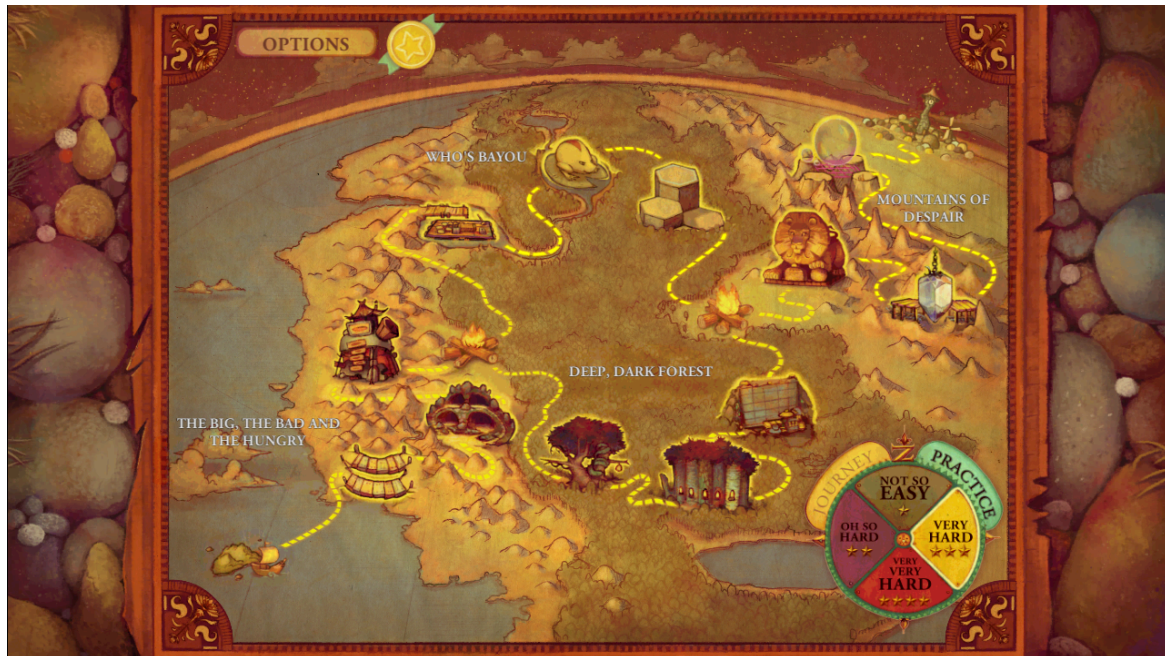 OPTIONS
WHO'S BAYOU
MOUNTAINS OF
DESPAIR
DEEP, DARK FOREST
THE BIG, THE BAD AND
THE HUNGRY
JOURNEY
PRACTICE
NOT SO
EASY
OH SO
HARD
VERY
HARD
VERY
VERY
HARD